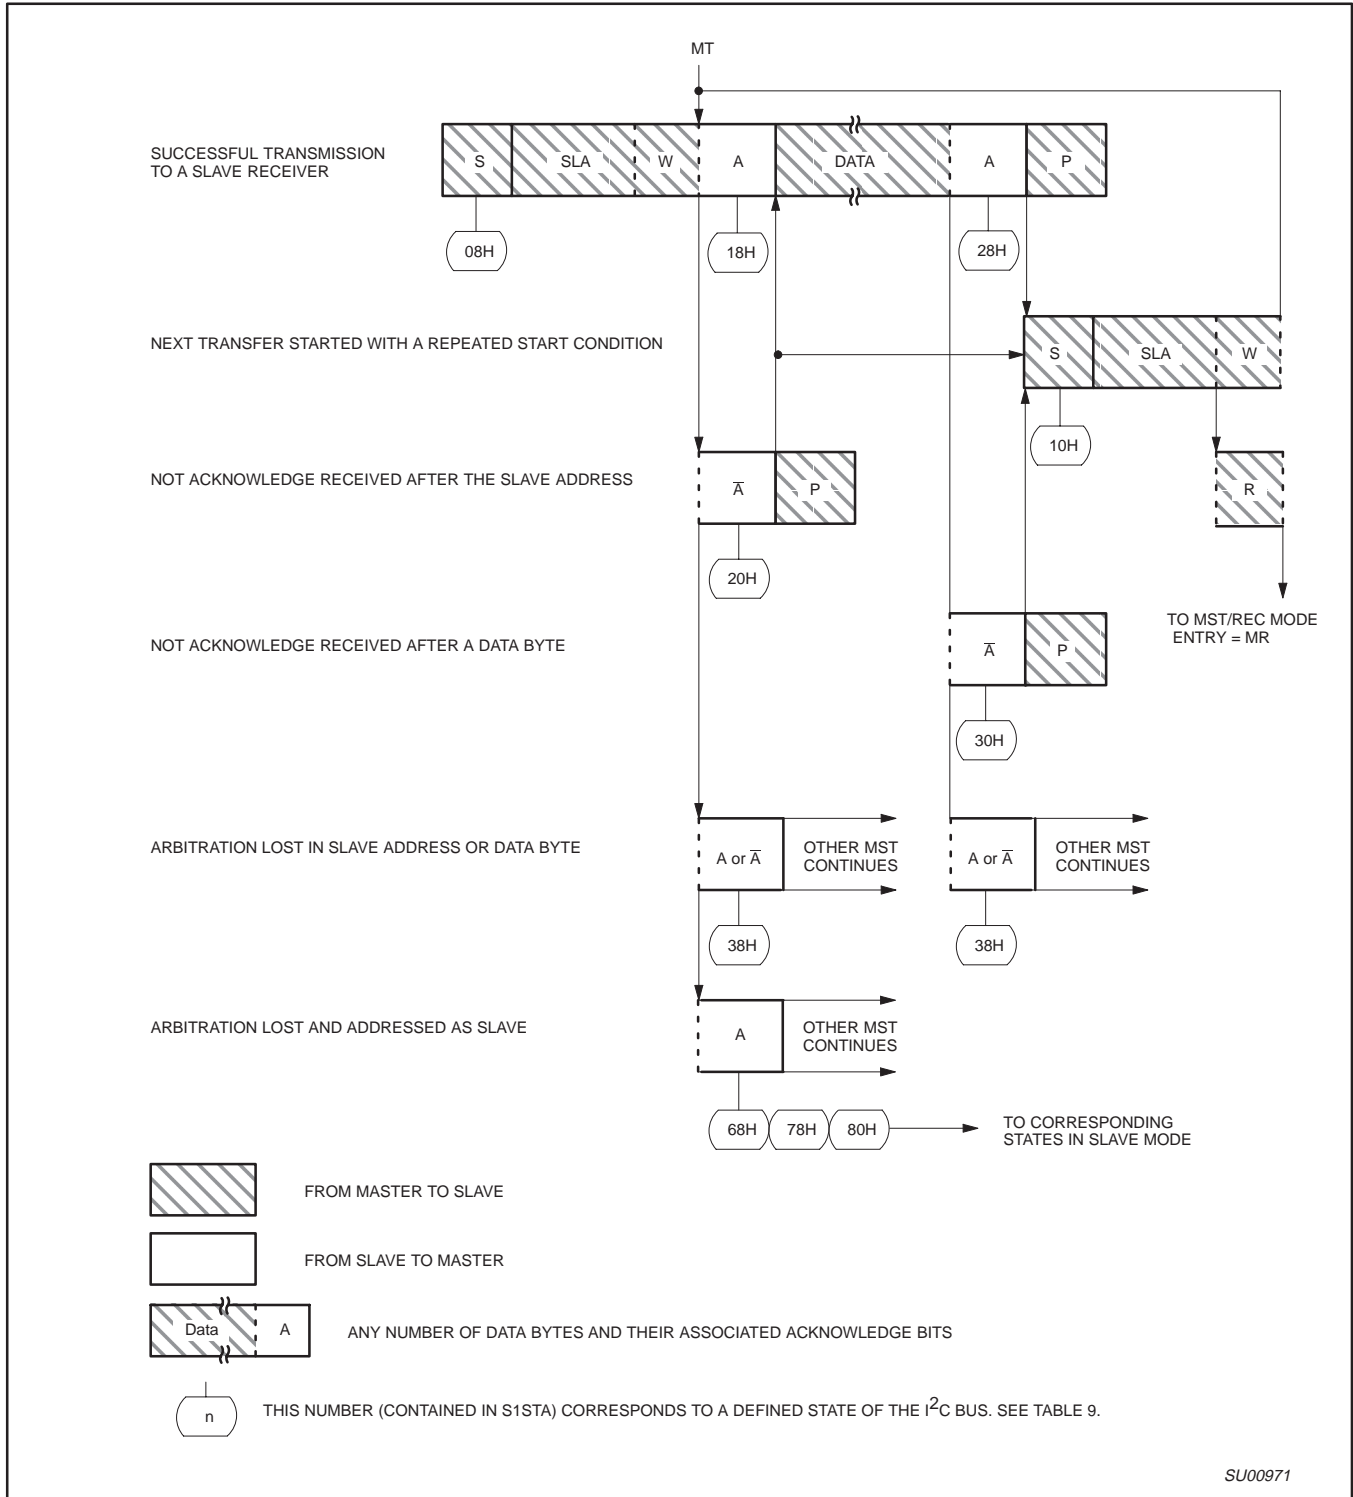 MT
SUCCESSFUL TRANSMISSION
TO A SLAVE RECEIVER
S SLA W A DATA A P
08H 18H 28H
NEXT TRANSFER STARTED WITH A REPEATED START CONDITION
S SLA W
10H
NOT ACKNOWLEDGE RECEIVED AFTER THE SLAVE ADDRESS
A̅ P R
20H
TO MST/REC MODE
ENTRY = MR
NOT ACKNOWLEDGE RECEIVED AFTER A DATA BYTE
A̅ P
30H
ARBITRATION LOST IN SLAVE ADDRESS OR DATA BYTE
A or A̅
OTHER MST
CONTINUES
A or A̅
OTHER MST
CONTINUES
38H 38H
ARBITRATION LOST AND ADDRESSED AS SLAVE
A
OTHER MST
CONTINUES
68H 78H 80H
TO CORRESPONDING
STATES IN SLAVE MODE
FROM MASTER TO SLAVE
FROM SLAVE TO MASTER
Data A
ANY NUMBER OF DATA BYTES AND THEIR ASSOCIATED ACKNOWLEDGE BITS
n
THIS NUMBER (CONTAINED IN S1STA) CORRESPONDS TO A DEFINED STATE OF THE I²C BUS. SEE TABLE 9.
SU00971